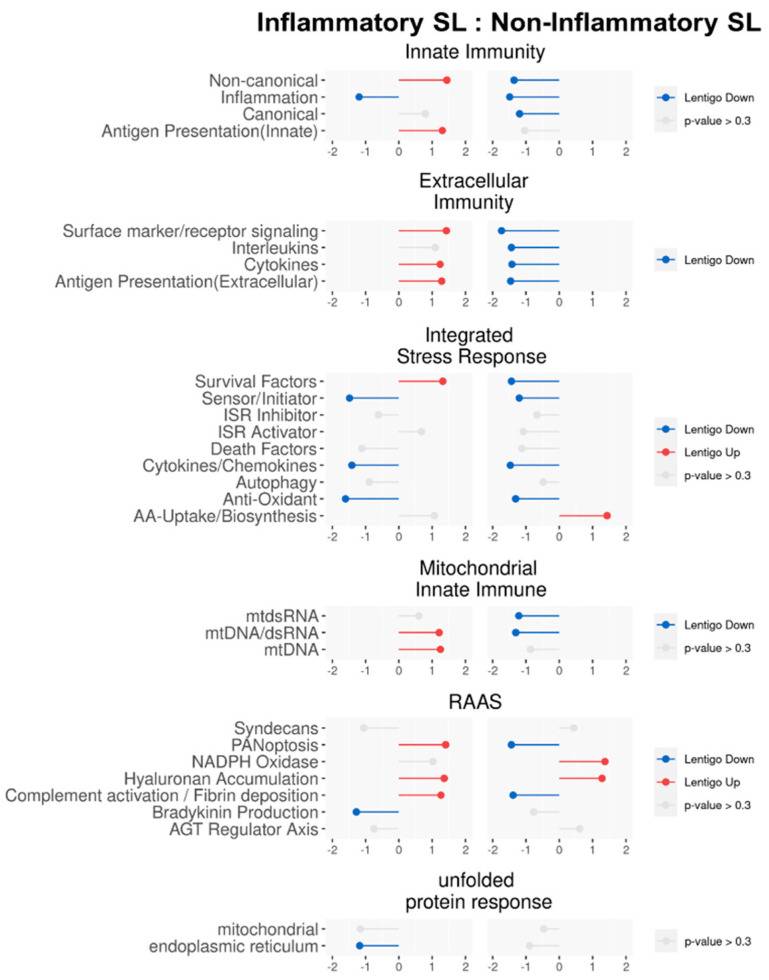 Inflammatory SL : Non-Inflammatory SL
Innate Immunity
Non-canonical
Inflammation
Canonical
Antigen Presentation(Innate)
-2 -1 0 1 2 -2 -1 0 1 2
Lentigo Down
p-value > 0.3
Extracellular
Immunity
Surface marker/receptor signaling
Interleukins
Cytokines
Antigen Presentation(Extracellular)
-2 -1 0 1 2 -2 -1 0 1 2
Lentigo Down
Integrated
Stress Response
Survival Factors
Sensor/Initiator
ISR Inhibitor
ISR Activator
Death Factors
Cytokines/Chemokines
Autophagy
Anti-Oxidant
AA-Uptake/Biosynthesis
-2 -1 0 1 2 -2 -1 0 1 2
Lentigo Down
Lentigo Up
p-value > 0.3
Mitochondrial
Innate Immune
mtdsRNA
mtDNA/dsRNA
mtDNA
-2 -1 0 1 2 -2 -1 0 1 2
Lentigo Down
p-value > 0.3
RAAS
Syndecans
PANoptosis
NADPH Oxidase
Hyaluronan Accumulation
Complement activation / Fibrin deposition
Bradykinin Production
AGT Regulator Axis
-2 -1 0 1 2 -2 -1 0 1 2
Lentigo Down
Lentigo Up
p-value > 0.3
unfolded
protein response
mitochondrial
endoplasmic reticulum
-2 -1 0 1 2 -2 -1 0 1 2
p-value > 0.3